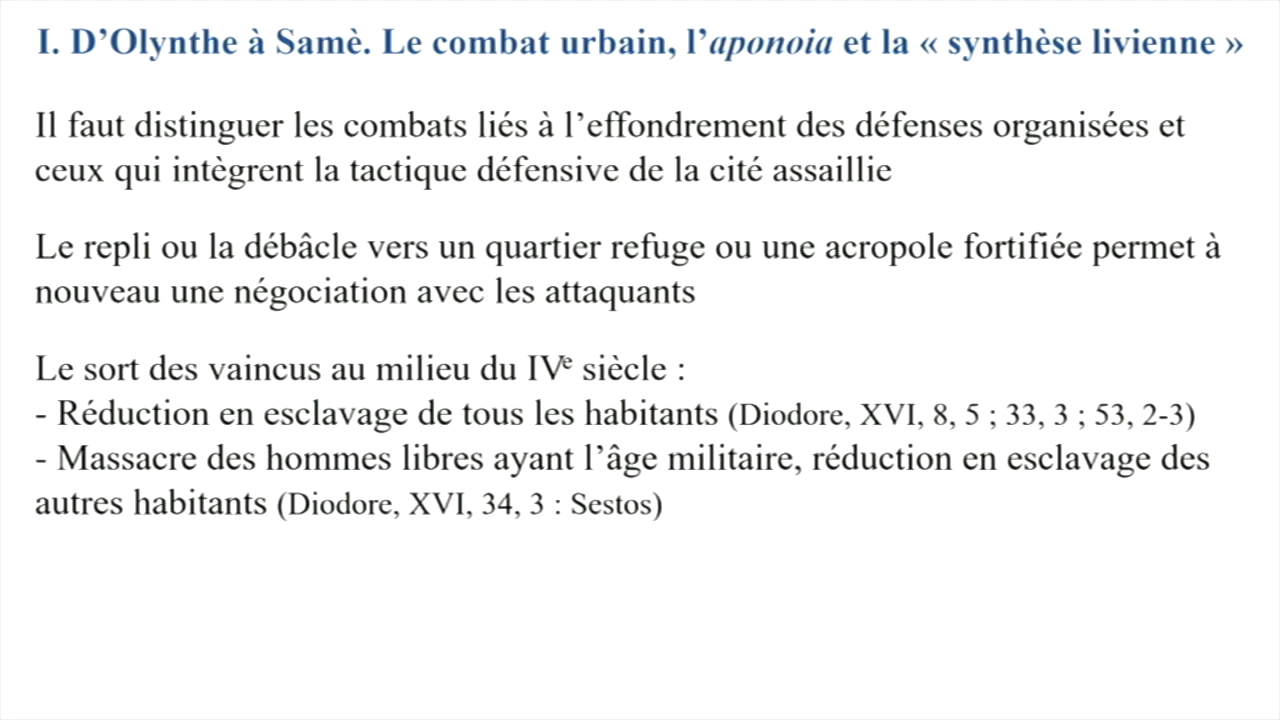 I. D’Olynthe à Samè. Le combat urbain, l’aponoia et la « synthèse livienne »
Il faut distinguer les combats liés à l’effondrement des défenses organisées et
ceux qui intègrent la tactique défensive de la cité assaillie
Le repli ou la débâcle vers un quartier refuge ou une acropole fortifiée permet à
nouveau une négociation avec les attaquants
Le sort des vaincus au milieu du IVe siècle :
- Réduction en esclavage de tous les habitants (Diodore, XVI, 8, 5 ; 33, 3 ; 53, 2-3)
- Massacre des hommes libres ayant l’âge militaire, réduction en esclavage des
autres habitants (Diodore, XVI, 34, 3 : Sestos)